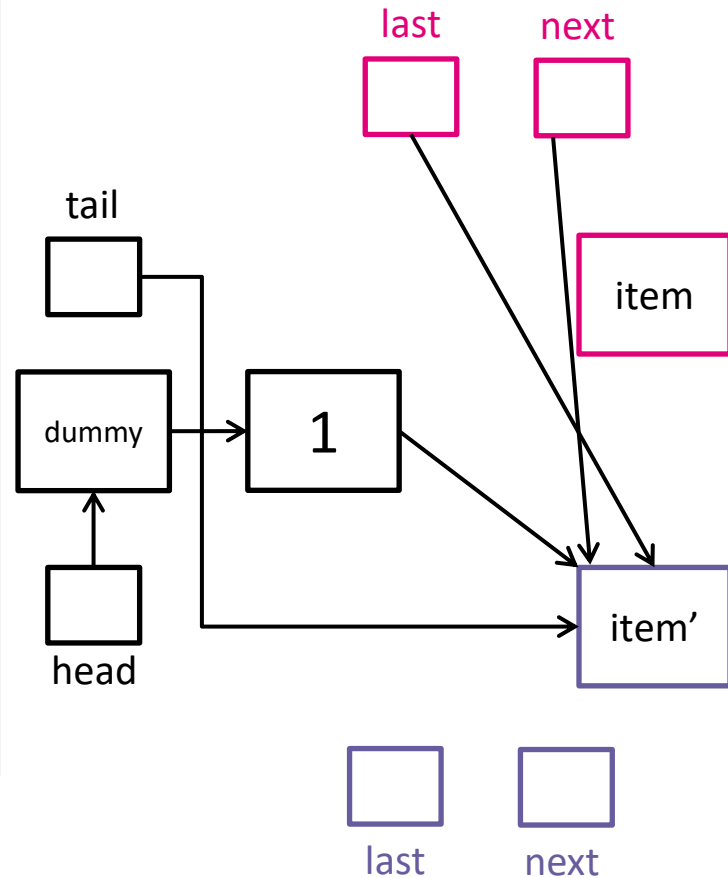 last next
tail
item
dummy
1
item’
head
last next